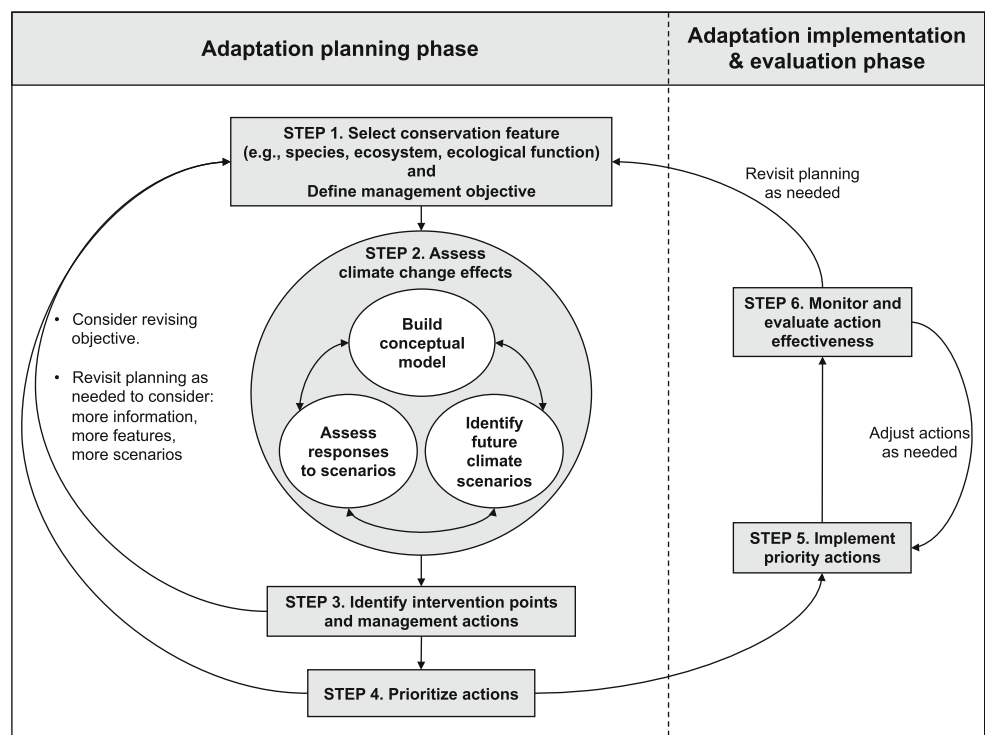 Adaptation planning phase
Adaptation implementation
& evaluation phase
STEP 1. Select conservation feature
(e.g., species, ecosystem, ecological function)
and
Define management objective
Revisit planning
as needed
STEP 2. Assess
climate change effects
Build
conceptual
model
Assess
responses
to scenarios
Identify
future
climate
scenarios
• Consider revising
objective.
• Revisit planning as
needed to consider:
more information,
more features,
more scenarios
STEP 3. Identify intervention points
and management actions
STEP 4. Prioritize actions
STEP 6. Monitor and
evaluate action
effectiveness
Adjust actions
as needed
STEP 5. Implement
priority actions